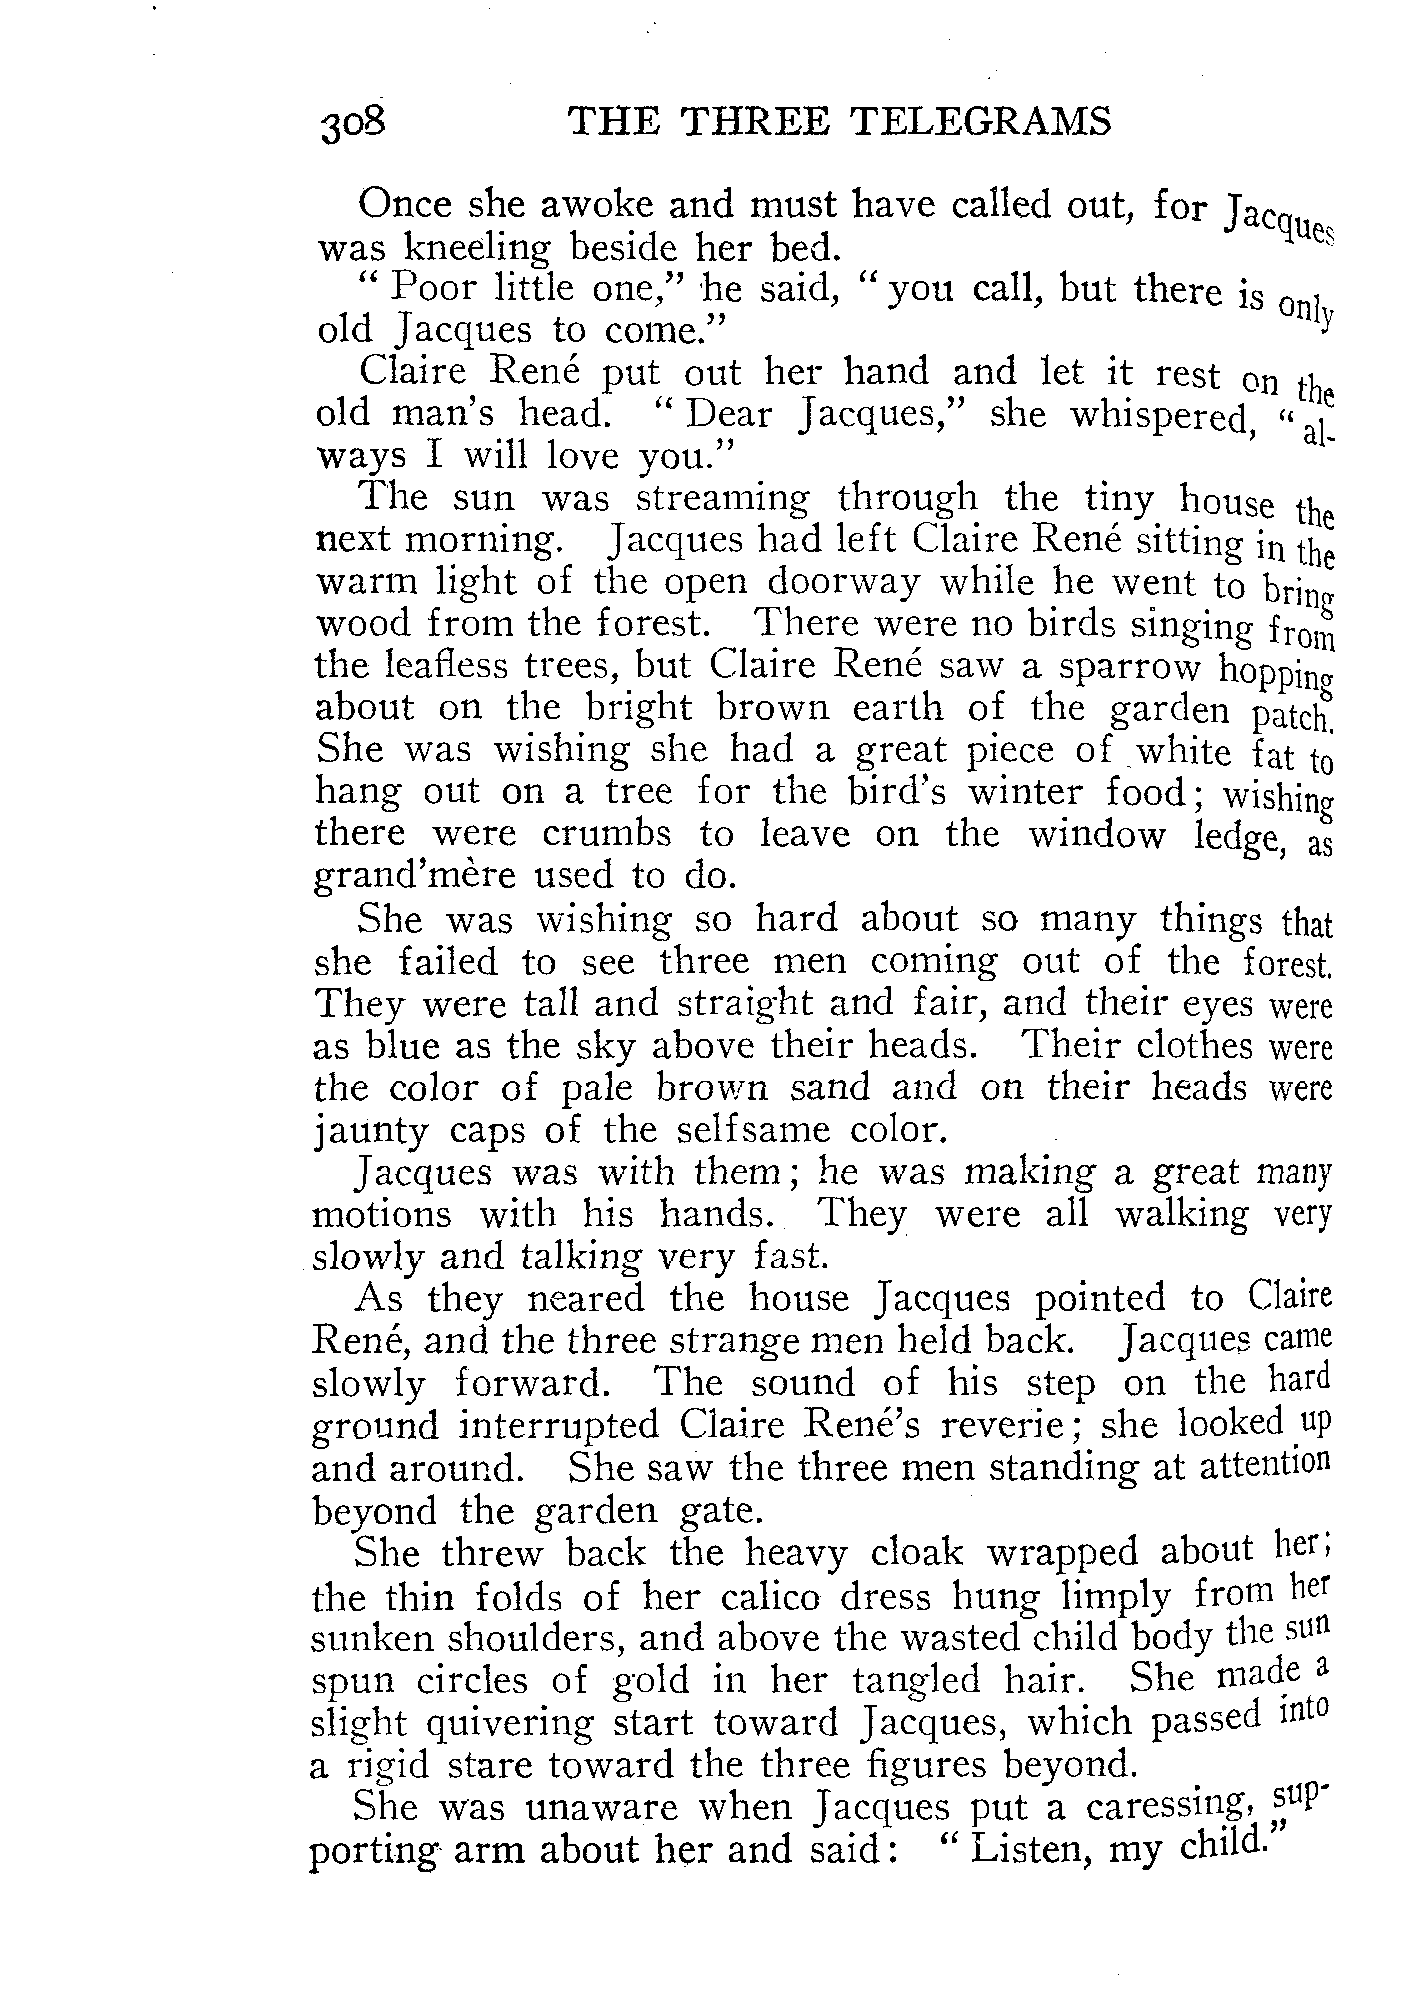 308 THE THREE TELEGRAMS
Once she awoke and must have called out, for Jacques
was kneeling beside her bed.
“ Poor little one,” he said, “ you call, but there is only
old Jacques to come.”
Claire René put out her hand and let it rest on the
old man’s head. “ Dear Jacques,” she whispered, “ al-
ways I will love you.”
The sun was streaming through the tiny house the
next morning. Jacques had left Claire René sitting in the
warm light of the open doorway while he went to bring
wood from the forest. There were no birds singing from
the leafless trees, but Claire René saw a sparrow hopping
about on the bright brown earth of the garden patch.
She was wishing she had a great piece of white fat to
hang out on a tree for the bird’s winter food; wishing
there were crumbs to leave on the window ledge, as
grand’mère used to do.
She was wishing so hard about so many things that
she failed to see three men coming out of the forest.
They were tall and straight and fair, and their eyes were
as blue as the sky above their heads. Their clothes were
the color of pale brown sand and on their heads were
jaunty caps of the selfsame color.
Jacques was with them; he was making a great many
motions with his hands. They were all walking very
slowly and talking very fast.
As they neared the house Jacques pointed to Claire
René, and the three strange men held back. Jacques came
slowly forward. The sound of his step on the hard
ground interrupted Claire René’s reverie; she looked up
and around. She saw the three men standing at attention
beyond the garden gate.
She threw back the heavy cloak wrapped about her;
the thin folds of her calico dress hung limply from her
sunken shoulders, and above the wasted child body the sun
spun circles of gold in her tangled hair. She made a
slight quivering start toward Jacques, which passed into
a rigid stare toward the three figures beyond.
She was unaware when Jacques put a caressing, sup-
porting arm about her and said: “ Listen, my child.”